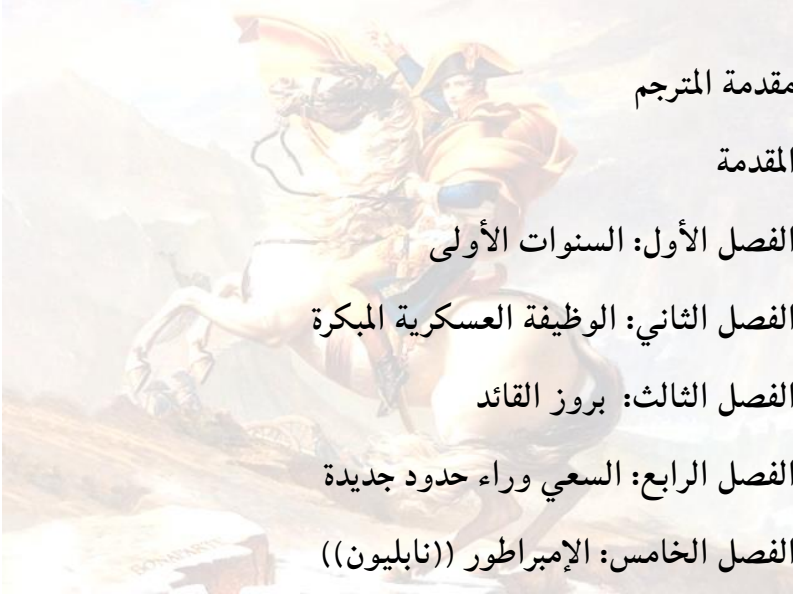 مقدمة المترجم
المقدمة
الفصل الأول: السنوات الأولى
الفصل الثاني: الوظيفة العسكرية المبكرة
الفصل الثالث: بروز القائد
الفصل الرابع: السعي وراء حدود جديدة
الفصل الخامس: الإمبراطور ((نابليون))
BONAPARTE